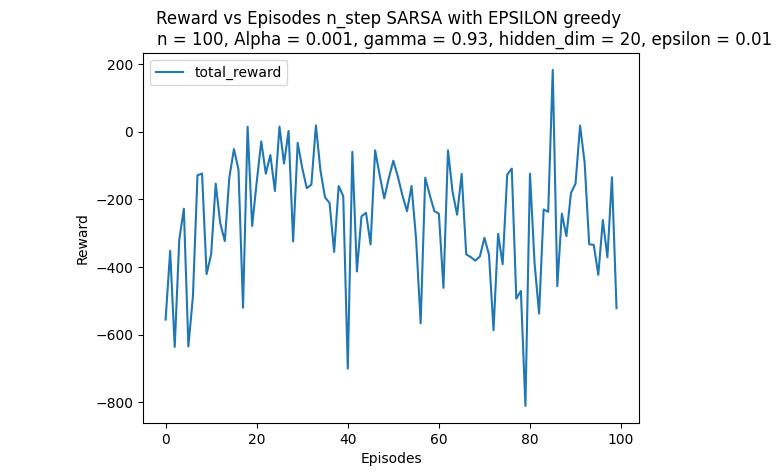 Reward vs Episodes n_step SARSA with EPSILON greedy
n = 100, Alpha = 0.001, gamma = 0.93, hidden_dim = 20, epsilon = 0.01
total_reward
200
0
−200
−400
−600
−800
Reward
0 20 40 60 80 100
Episodes